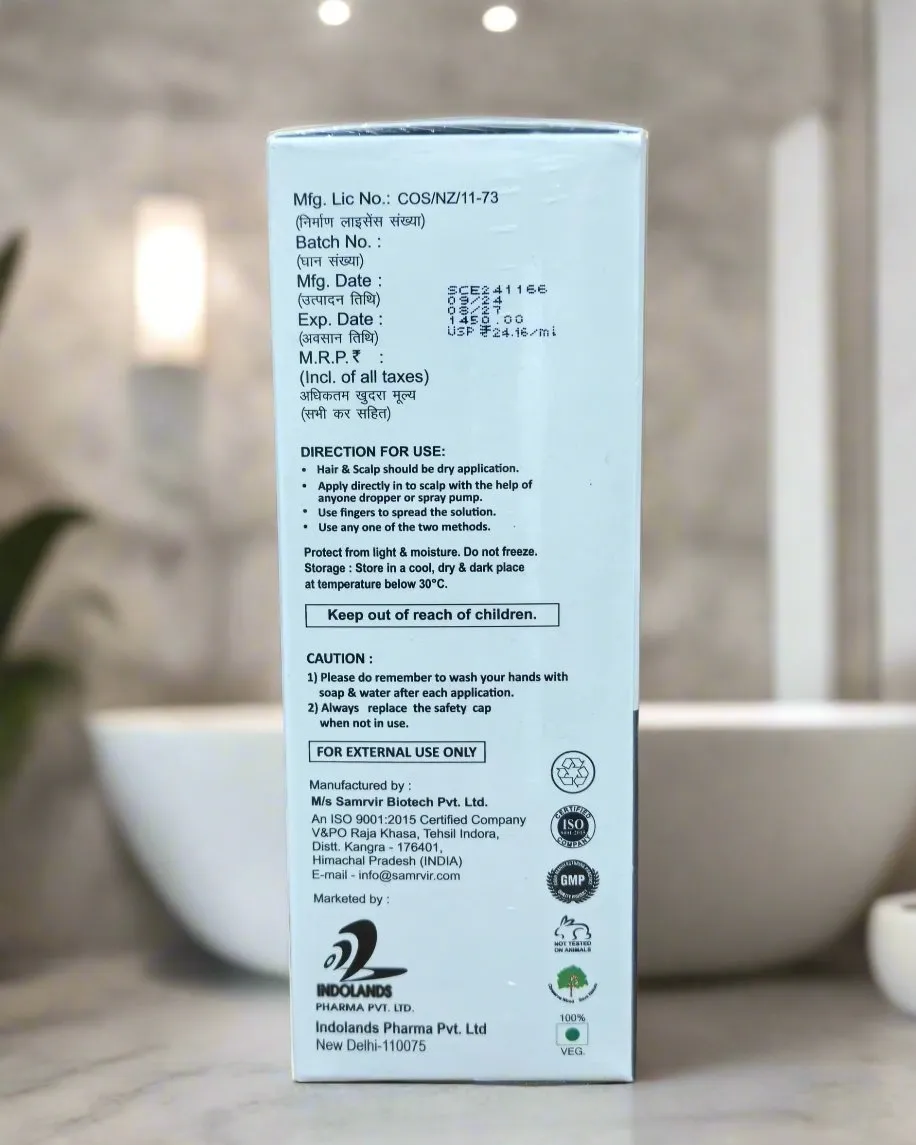 Mfg. Lic No.: COS/NZ/11-73
(निर्माण लाइसेंस संख्या)
Batch No. :
(घान संख्या)
Mfg. Date :
(उत्पादन तिथि)
Exp. Date :
(अवसान तिथि)
M.R.P.₹ :
(Incl. of all taxes)
अधिकतम खुदरा मूल्य
(सभी कर सहित)
SCE241166
09/24
08/27
1450.00
USP ₹24.16/ml
DIRECTION FOR USE:
• Hair & Scalp should be dry application.
• Apply directly in to scalp with the help of
anyone dropper or spray pump.
• Use fingers to spread the solution.
• Use any one of the two methods.
Protect from light & moisture. Do not freeze.
Storage : Store in a cool, dry & dark place
at temperature below 30°C.
Keep out of reach of children.
CAUTION :
1) Please do remember to wash your hands with
soap & water after each application.
2) Always replace the safety cap
when not in use.
FOR EXTERNAL USE ONLY
Manufactured by :
M/s Samrvir Biotech Pvt. Ltd.
An ISO 9001:2015 Certified Company
V&PO Raja Khasa, Tehsil Indora,
Distt. Kangra - 176401,
Himachal Pradesh (INDIA)
E-mail - info@samrvir.com
Marketed by :
INDOLANDS
PHARMA PVT. LTD.
Indolands Pharma Pvt. Ltd
New Delhi-110075
CERTIFIED
ISO
9001:2015
COMPANY
GMP
NOT TESTED
ON ANIMALS
100%
VEG.